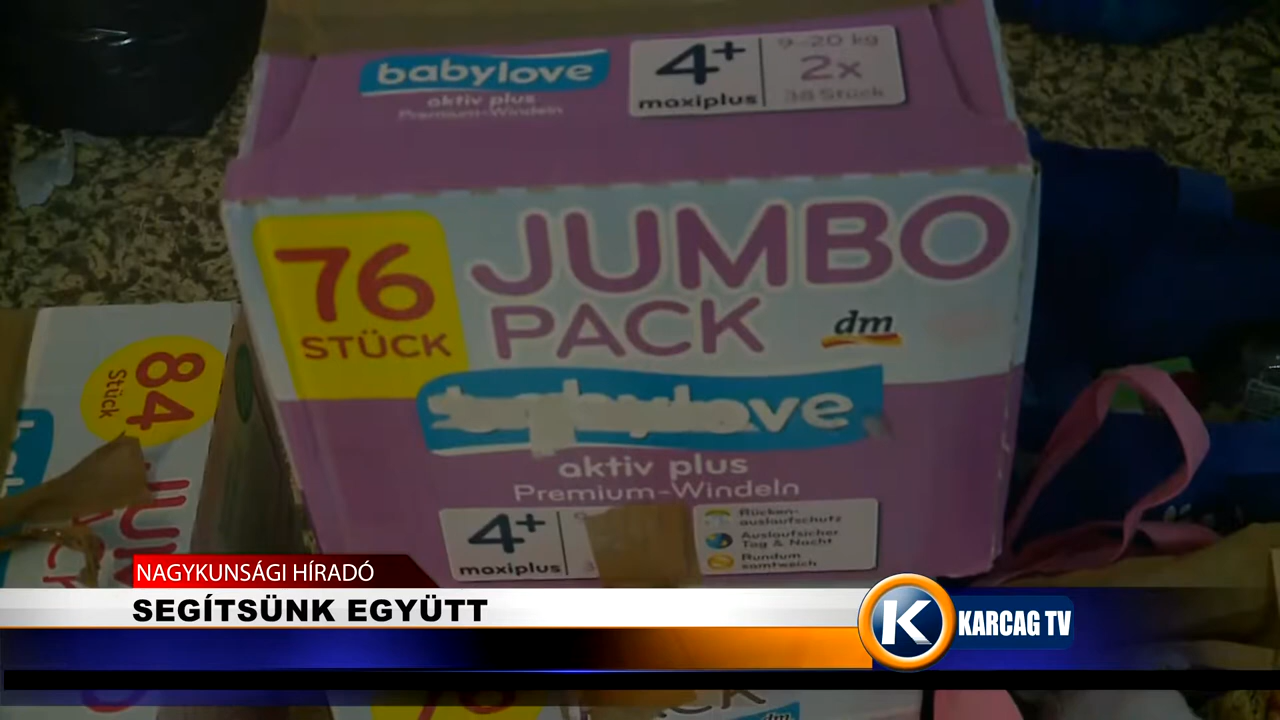 babylove
aktiv plus
Premium-Windeln
4+
maxiplus
9-20 kg
2x
38 Stück
76
STÜCK
JUMBO
PACK
dm
ve
aktiv plus
Premium-Windeln
4+
maxiplus
Rücken-
auslaufschutz
Auslaufsicher
Tag & Nacht
Rundum
samtweich
84
Stück
NAGYKUNSÁGI HÍRADÓ
SEGÍTSÜNK EGYÜTT
K
KARCAG TV